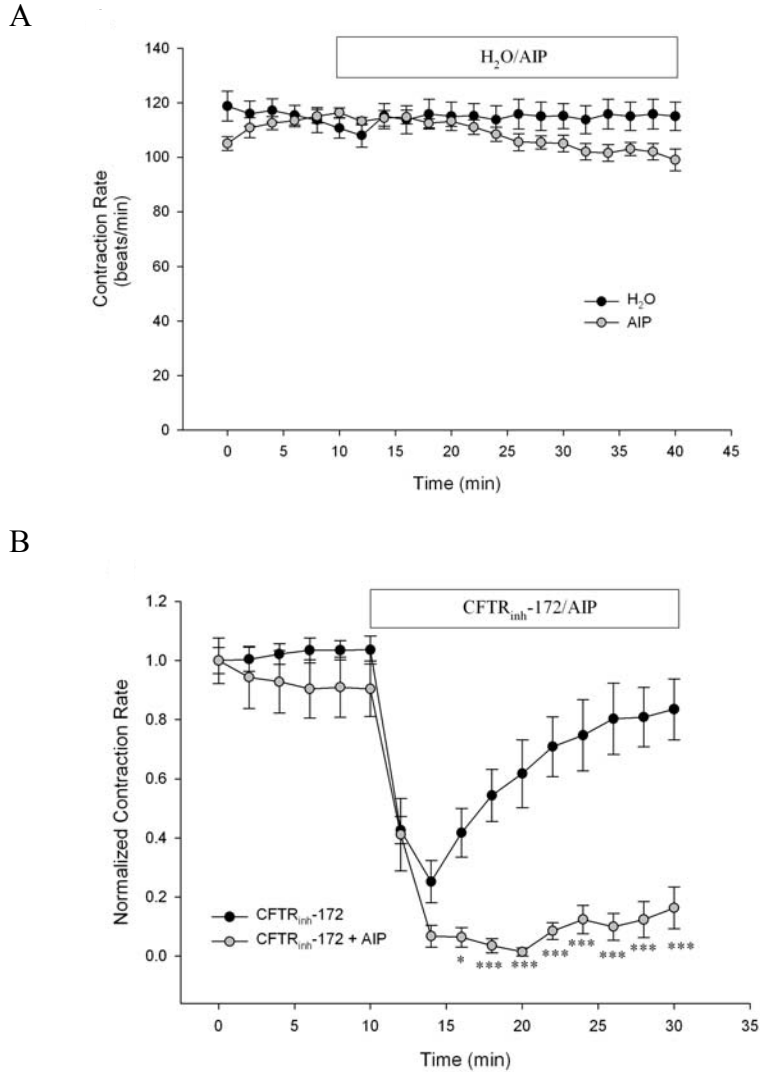 A
H₂O/AIP
140
120
100
80
60
40
20
0
Contraction Rate
(beats/min)
H₂O
AIP
0 5 10 15 20 25 30 35 40 45
Time (min)
B
CFTRinh-172/AIP
1.2
1.0
0.8
0.6
0.4
0.2
0.0
Normalized Contraction Rate
CFTRinh-172
CFTRinh-172 + AIP
* *** *** *** *** *** *** ***
0 5 10 15 20 25 30 35
Time (min)